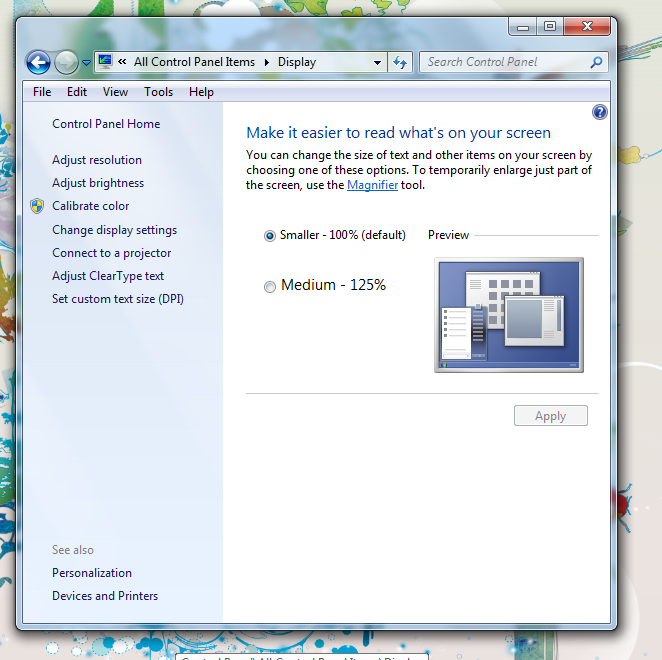 « All Control Panel Items Display
Search Control Panel
File Edit View Tools Help
Control Panel Home
Adjust resolution
Adjust brightness
Calibrate color
Change display settings
Connect to a projector
Adjust ClearType text
Set custom text size (DPI)
See also
Personalization
Devices and Printers
Make it easier to read what's on your screen
You can change the size of text and other items on your screen by
choosing one of these options. To temporarily enlarge just part of
the screen, use the Magnifier tool.
Smaller - 100% (default)
Preview
Medium - 125%
Apply